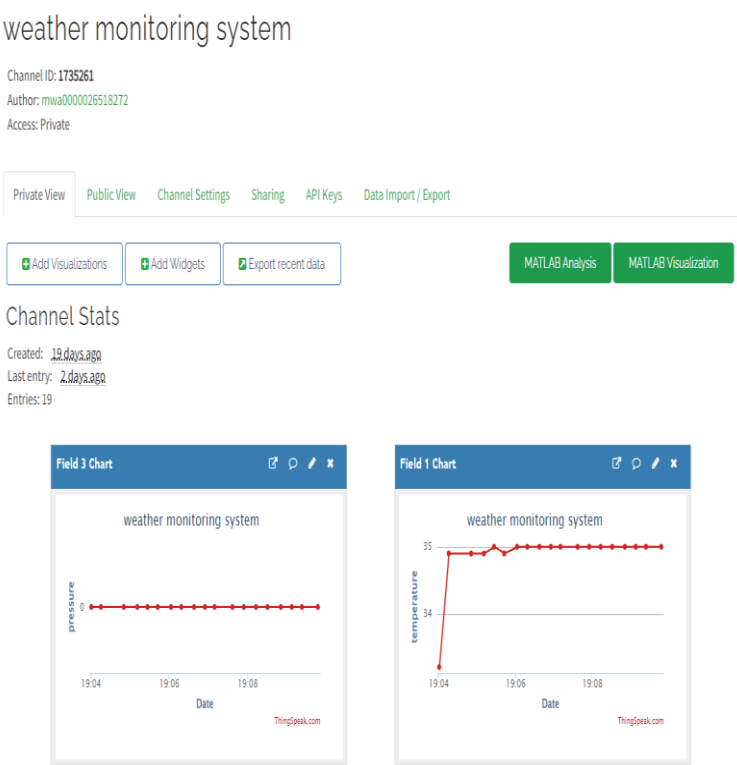 weather monitoring system
Channel ID: 1735261
Author: mwa0000026518272
Access: Private
Private View Public View Channel Settings Sharing API Keys Data Import / Export
Add Visualizations Add Widgets Export recent data MATLAB Analysis MATLAB Visualization
Channel Stats
Created: 19 days ago
Last entry: 2 days ago
Entries: 19
Field 3 Chart
weather monitoring system
pressure
0
19:04 19:06 19:08
Date
ThingSpeak.com
Field 1 Chart
weather monitoring system
temperature
35
34
19:04 19:06 19:08
Date
ThingSpeak.com